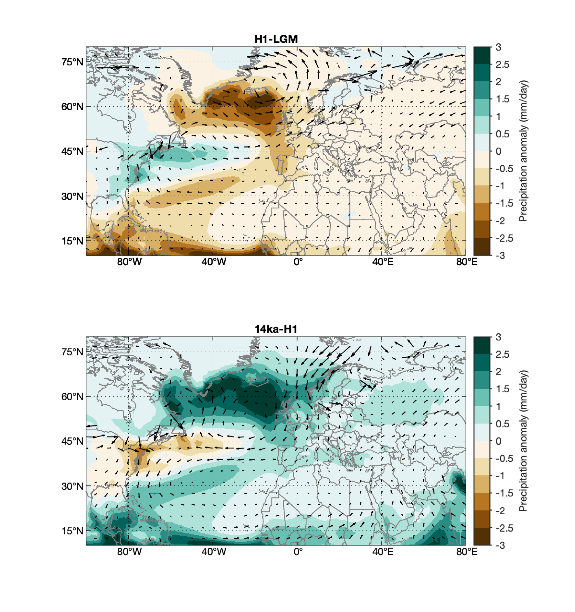 H1-LGM
75°N
60°N
45°N
30°N
15°N
80°W
40°W
0°E
40°E
80°E
3
2.5
2
1.5
1
0.5
0
-0.5
-1
-1.5
-2
-2.5
-3
Precipitation anomaly (mm/day)
14ka-H1
75°N
60°N
45°N
30°N
15°N
80°W
40°W
0°E
40°E
80°E
3
2.5
2
1.5
1
0.5
0
-0.5
-1
-1.5
-2
-2.5
-3
Precipitation anomaly (mm/day)